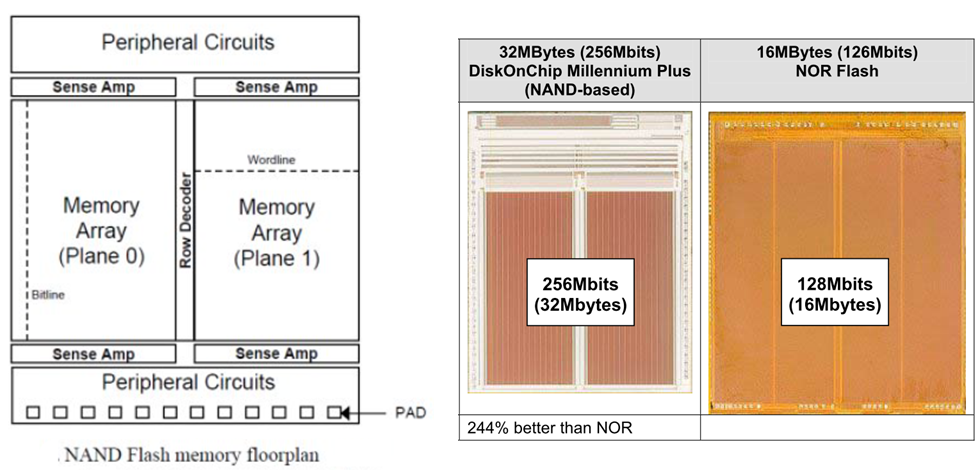 Peripheral Circuits
Sense Amp
Sense Amp
Wordline
Memory
Array
(Plane 0)
Row Decoder
Memory
Array
(Plane 1)
Bitline
Sense Amp
Sense Amp
Peripheral Circuits
PAD
. NAND Flash memory floorplan
32MBytes (256Mbits)
DiskOnChip Millennium Plus
(NAND-based)
16MBytes (126Mbits)
NOR Flash
256Mbits
(32Mbytes)
128Mbits
(16Mbytes)
244% better than NOR